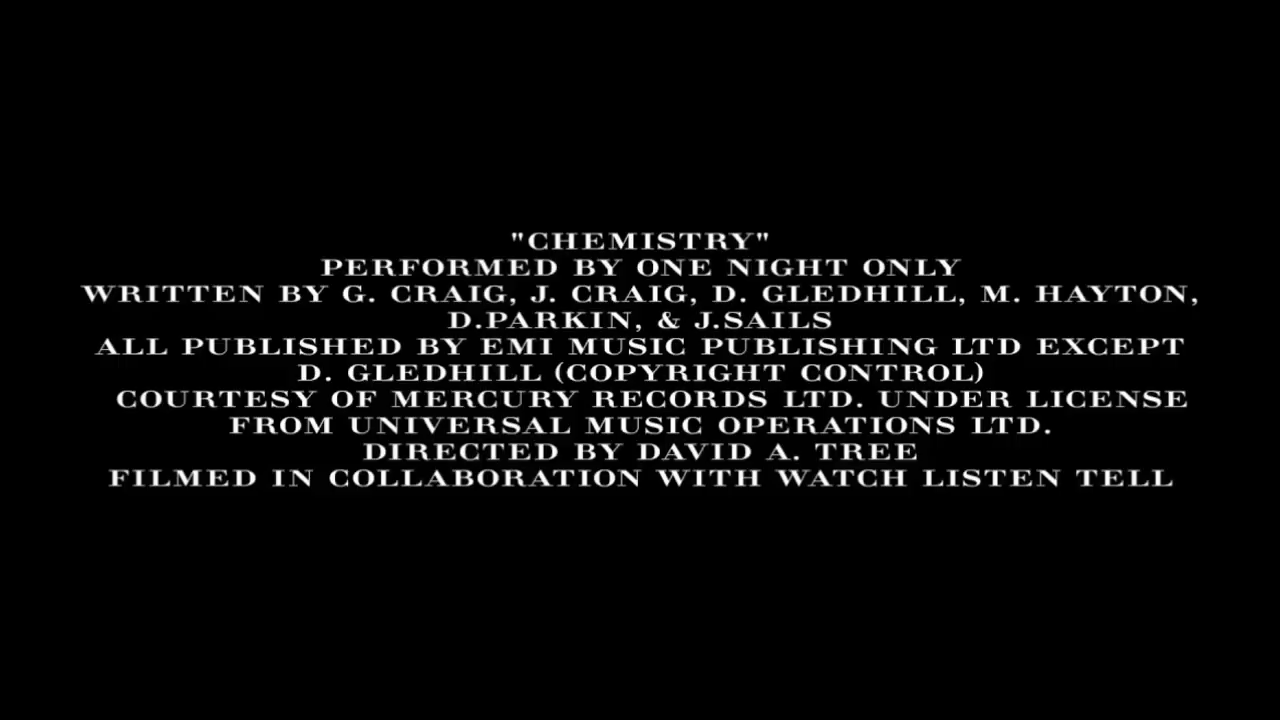 "CHEMISTRY"
PERFORMED BY ONE NIGHT ONLY
WRITTEN BY G. CRAIG, J. CRAIG, D. GLEDHILL, M. HAYTON,
D.PARKIN, & J.SAILS
ALL PUBLISHED BY EMI MUSIC PUBLISHING LTD EXCEPT
D. GLEDHILL (COPYRIGHT CONTROL)
COURTESY OF MERCURY RECORDS LTD. UNDER LICENSE
FROM UNIVERSAL MUSIC OPERATIONS LTD.
DIRECTED BY DAVID A. TREE
FILMED IN COLLABORATION WITH WATCH LISTEN TELL